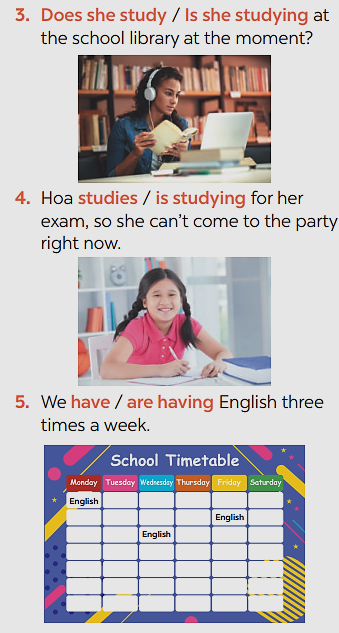 3. Does she study / Is she studying at
the school library at the moment?
4. Hoa studies / is studying for her
exam, so she can't come to the party
right now.
5. We have / are having English three
times a week.
School Timetable
Monday Tuesday Wednesday Thursday Friday Saturday
English
English
English